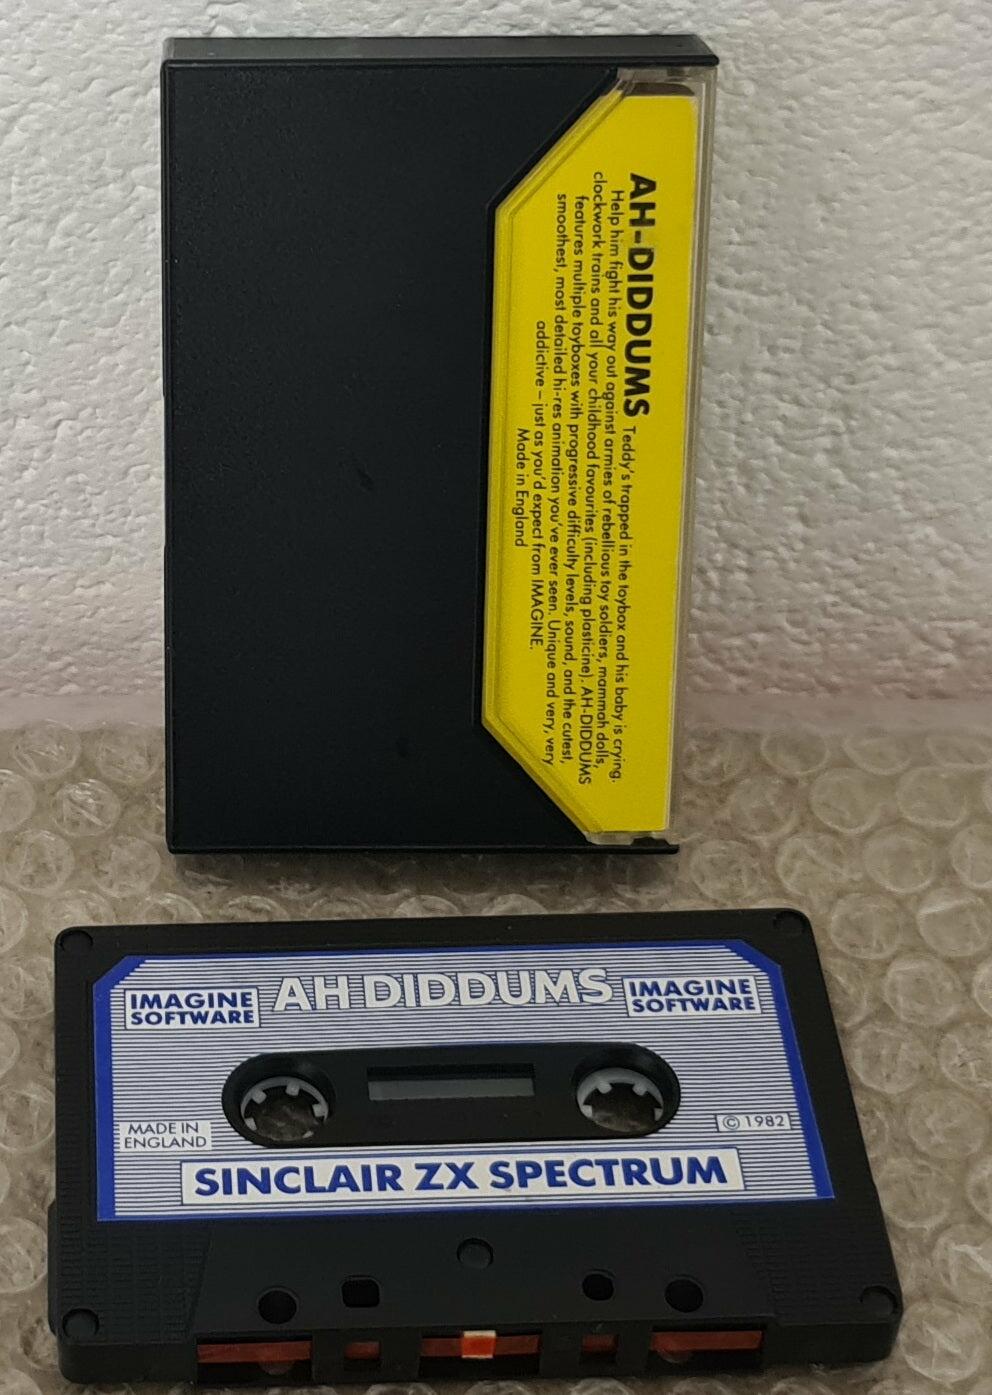 AH-DIDDUMS Teddy's trapped in the toybox and his baby is crying.
Help him fight his way out against armies of rebellious toy soldiers, mammah dolls,
clockwork trains and all your childhood favourites (including plasticine). AH-DIDDUMS
features multiple toyboxes with progressive difficulty levels, sound, and the cutest,
smoothest, most detailed hi-res animation you've ever seen. Unique and very, very
addictive – just as you'd expect from IMAGINE.
Made in England
IMAGINE
SOFTWARE
AH DIDDUMS
IMAGINE
SOFTWARE
MADE IN
ENGLAND
© 1982
SINCLAIR ZX SPECTRUM